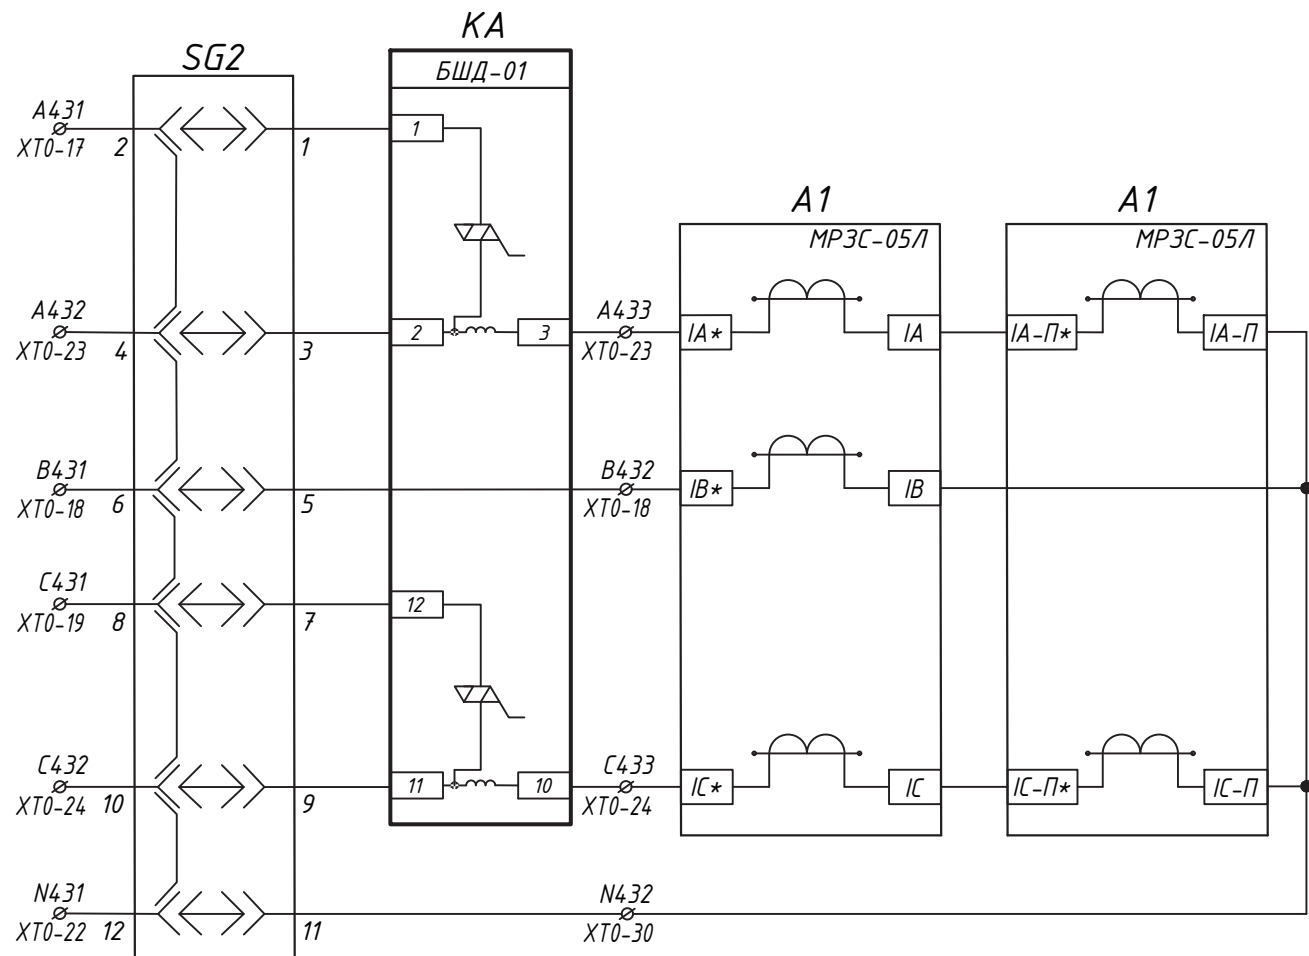 KA
SG2
БШД-01
A431
XT0-17
2
1
1
A1
A1
МРЗС-05Л
МРЗС-05Л
A432
XT0-23
4
3
2
3
A433
XT0-23
IA*
IA
IA-П*
IA-П
B431
XT0-18
6
5
B432
XT0-18
IB*
IB
C431
XT0-19
8
7
12
C432
XT0-24
10
9
11
10
C433
XT0-24
IC*
IC
IC-П*
IC-П
N431
XT0-22
12
11
N432
XT0-30